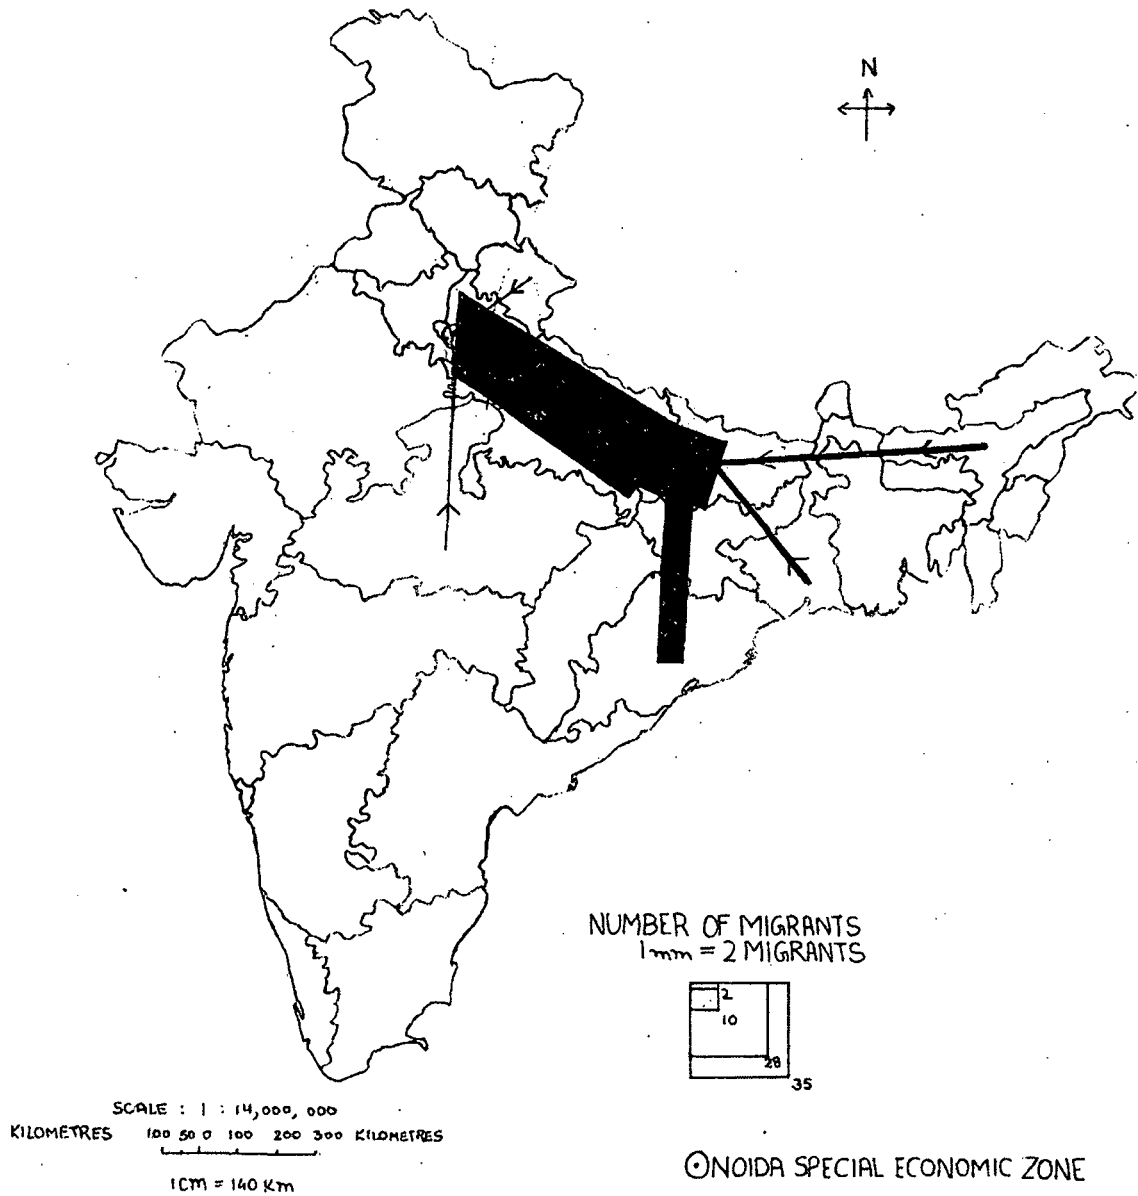 N
NUMBER OF MIGRANTS
1mm = 2 MIGRANTS
2
10
28
35
SCALE : 1 : 14,000,000
KILOMETRES 100 50 0 100 200 300 KILOMETRES
1CM = 140 Km
NOIDA SPECIAL ECONOMIC ZONE